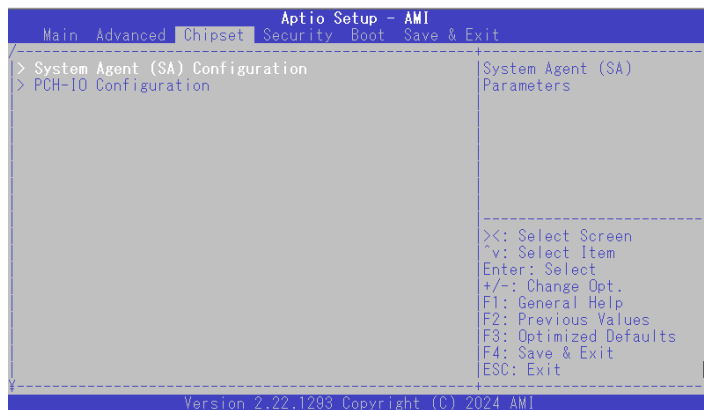 Aptio Setup - AMI
Main Advanced Chipset Security Boot Save & Exit
> System Agent (SA) Configuration
> PCH-IO Configuration
System Agent (SA)
Parameters
><: Select Screen
^v: Select Item
Enter: Select
+/-: Change Opt.
F1: General Help
F2: Previous Values
F3: Optimized Defaults
F4: Save & Exit
ESC: Exit
Version 2.22.1293 Copyright (C) 2024 AMI